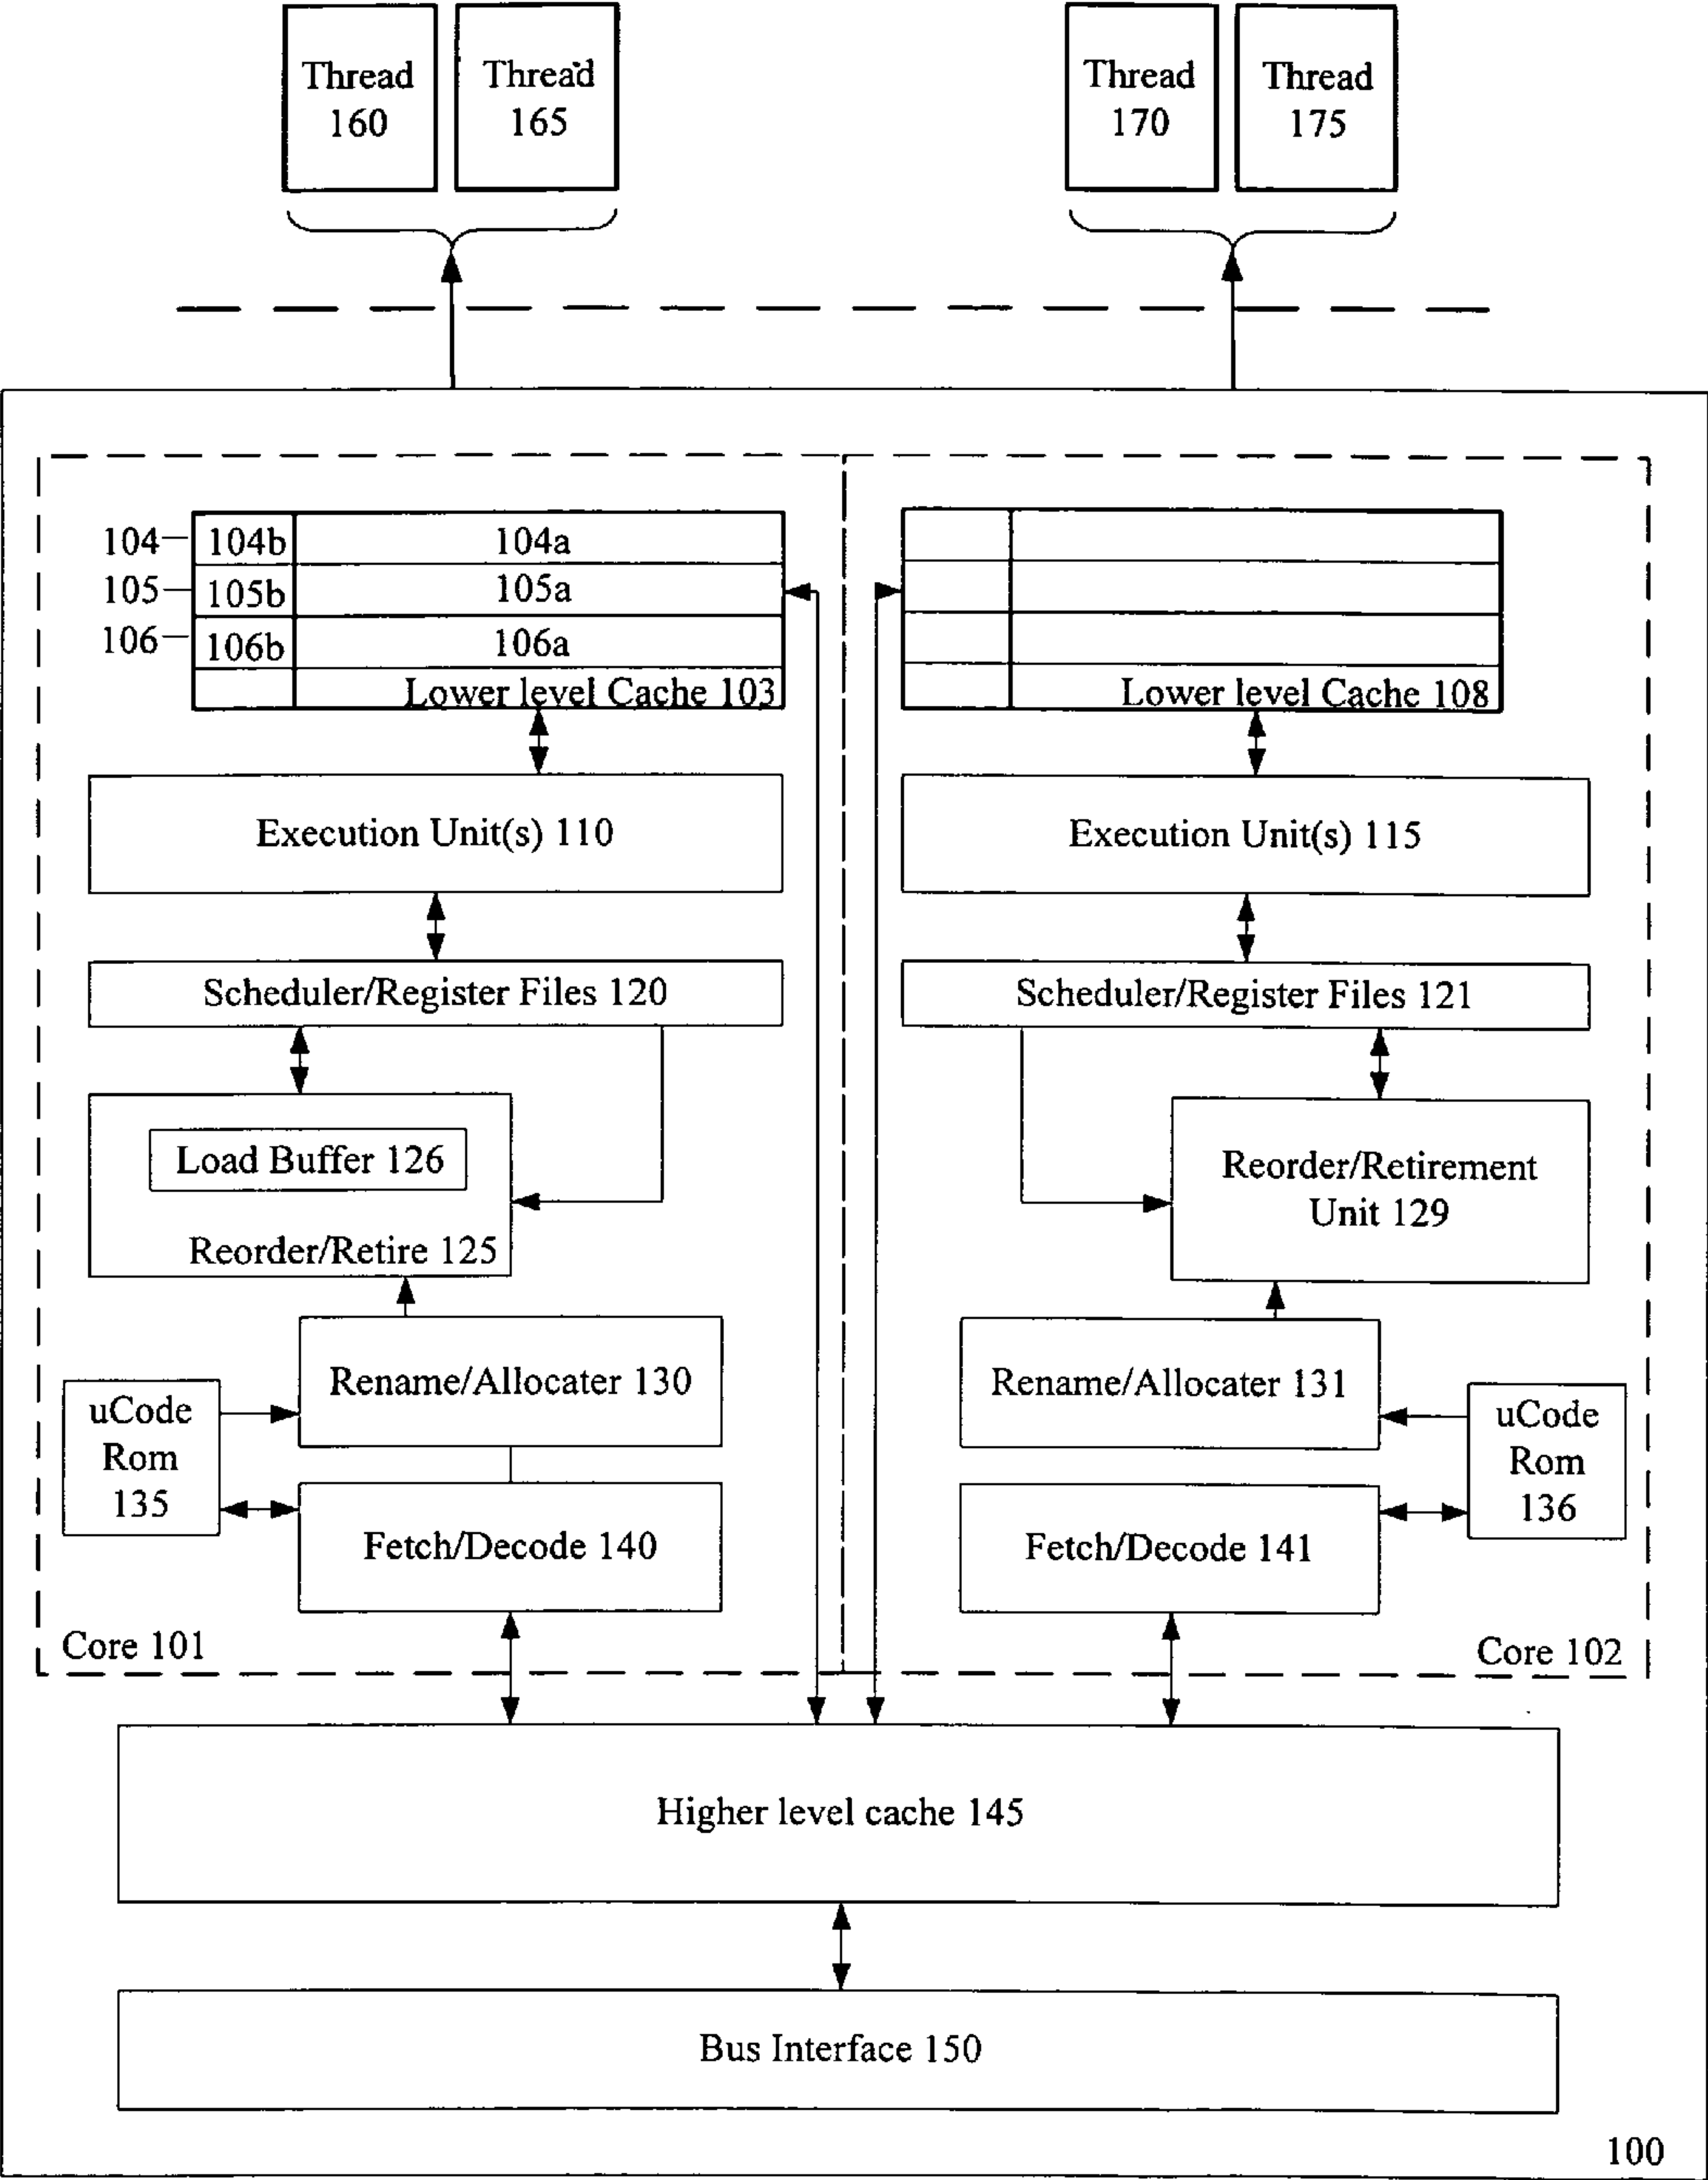 Thread
160
Thread
165
Thread
170
Thread
175
104
104b
104a
105
105b
105a
106
106b
106a
Lower level Cache 103
Lower level Cache 108
Execution Unit(s) 110
Execution Unit(s) 115
Scheduler/Register Files 120
Scheduler/Register Files 121
Load Buffer 126
Reorder/Retire 125
Reorder/Retirement
Unit 129
Rename/Allocater 130
Rename/Allocater 131
uCode
Rom
135
uCode
Rom
136
Fetch/Decode 140
Fetch/Decode 141
Core 101
Core 102
Higher level cache 145
Bus Interface 150
100